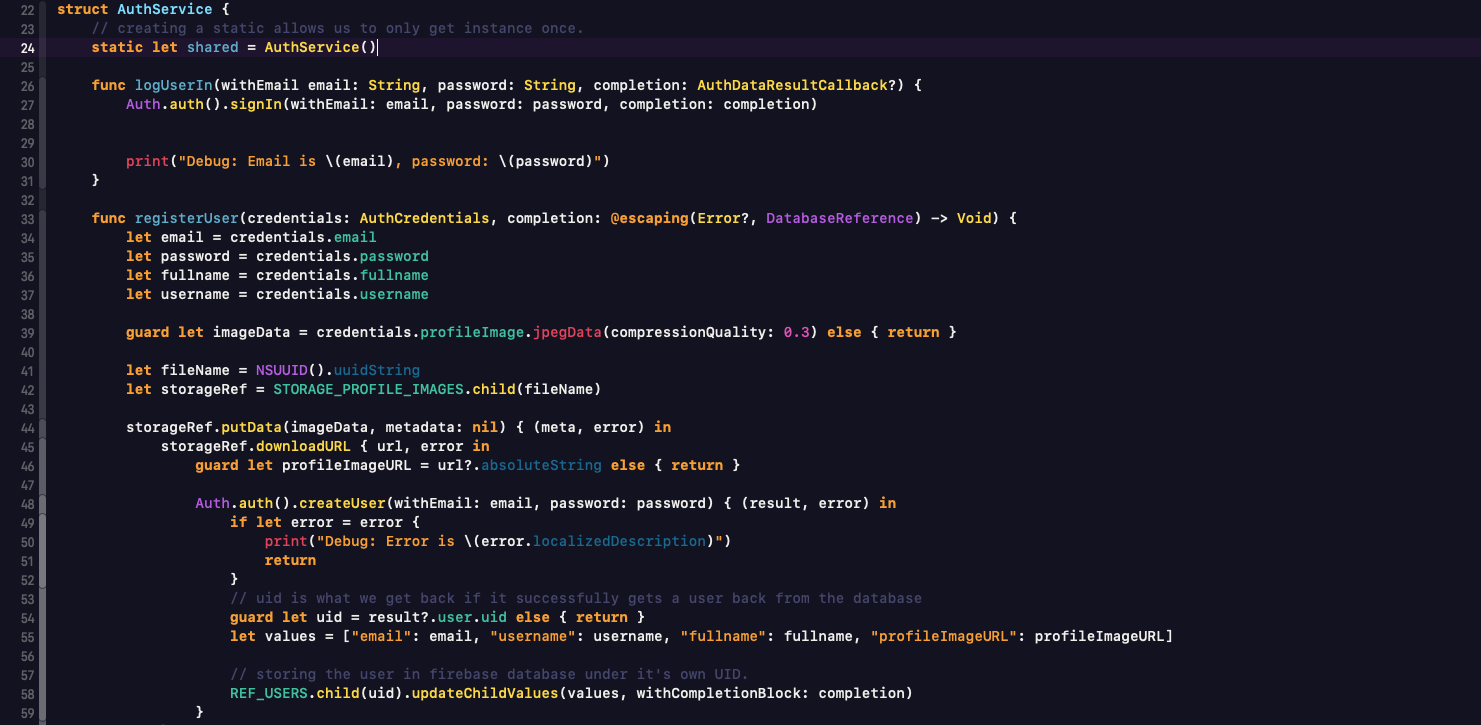 22 struct AuthService {
23     // creating a static allows us to only get instance once.
24     static let shared = AuthService()
25
26     func logUserIn(withEmail email: String, password: String, completion: AuthDataResultCallback?) {
27         Auth.auth().signIn(withEmail: email, password: password, completion: completion)
28
29
30         print("Debug: Email is \(email), password: \(password)")
31     }
32
33     func registerUser(credentials: AuthCredentials, completion: @escaping(Error?, DatabaseReference) -> Void) {
34         let email = credentials.email
35         let password = credentials.password
36         let fullname = credentials.fullname
37         let username = credentials.username
38
39         guard let imageData = credentials.profileImage.jpegData(compressionQuality: 0.3) else { return }
40
41         let fileName = NSUUID().uuidString
42         let storageRef = STORAGE_PROFILE_IMAGES.child(fileName)
43
44         storageRef.putData(imageData, metadata: nil) { (meta, error) in
45             storageRef.downloadURL { url, error in
46                 guard let profileImageURL = url?.absoluteString else { return }
47
48                 Auth.auth().createUser(withEmail: email, password: password) { (result, error) in
49                     if let error = error {
50                         print("Debug: Error is \(error.localizedDescription)")
51                         return
52                     }
53                     // uid is what we get back if it successfully gets a user back from the database
54                     guard let uid = result?.user.uid else { return }
55                     let values = ["email": email, "username": username, "fullname": fullname, "profileImageURL": profileImageURL]
56
57                     // storing the user in firebase database under it's own UID.
58                     REF_USERS.child(uid).updateChildValues(values, withCompletionBlock: completion)
59                 }